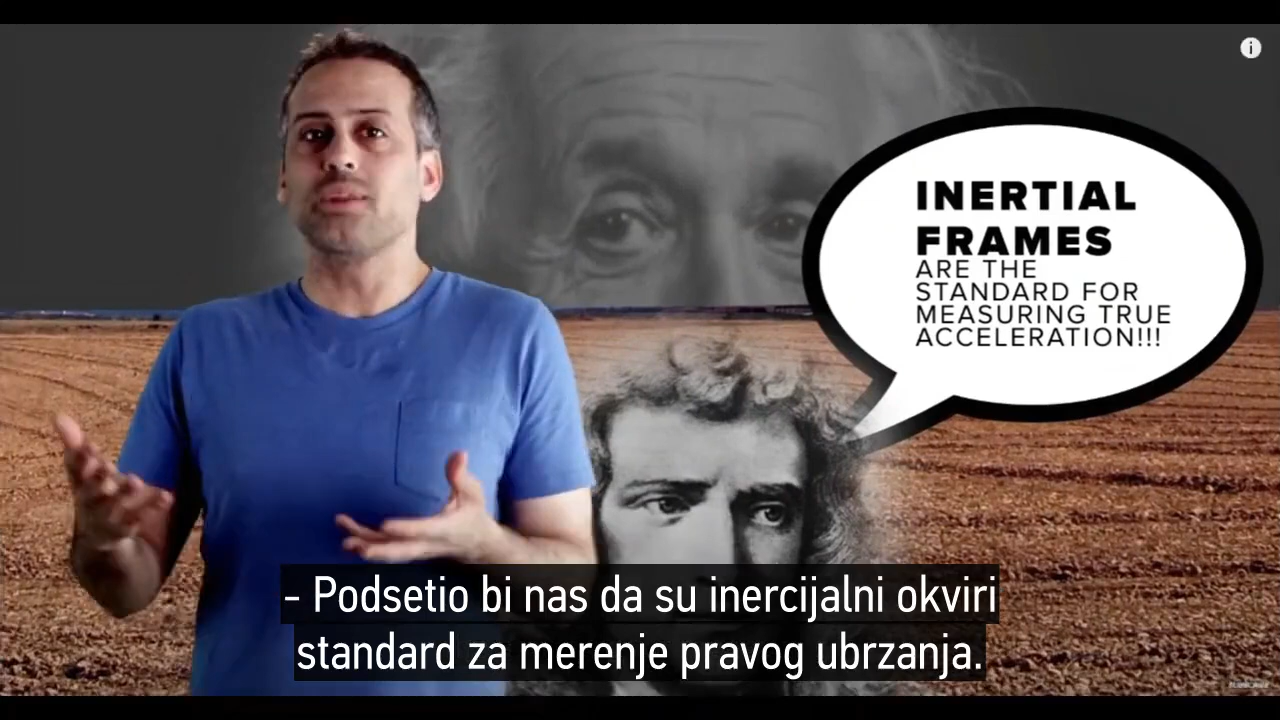 INERTIAL
FRAMES
ARE THE
STANDARD FOR
MEASURING TRUE
ACCELERATION!!!
- Podsetio bi nas da su inercijalni okviri
standard za merenje pravog ubrzanja.